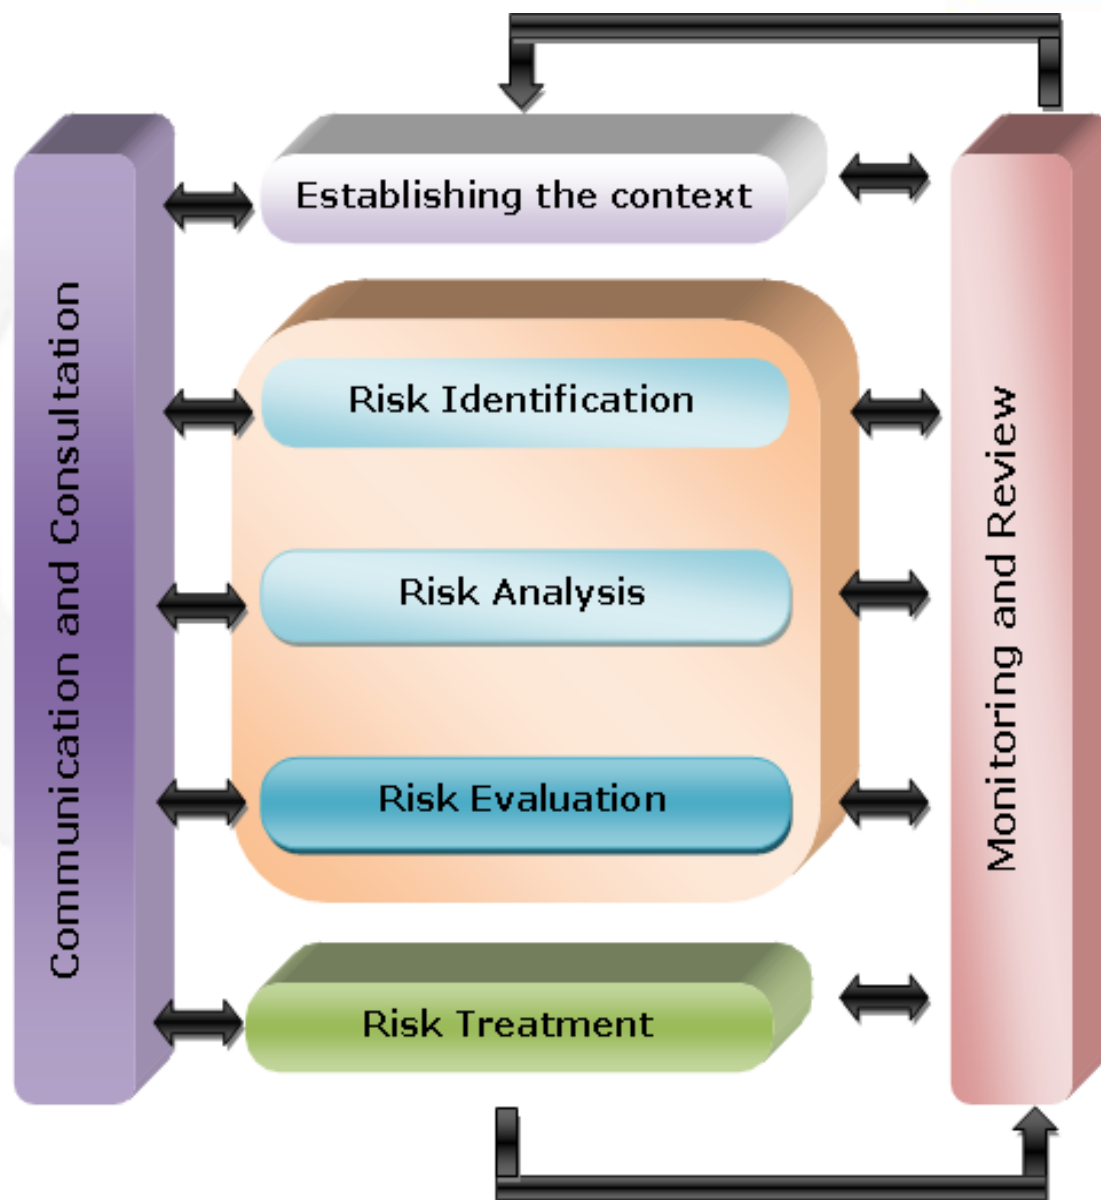 Establishing the context
Communication and Consultation
Risk Identification
Risk Analysis
Risk Evaluation
Monitoring and Review
Risk Treatment